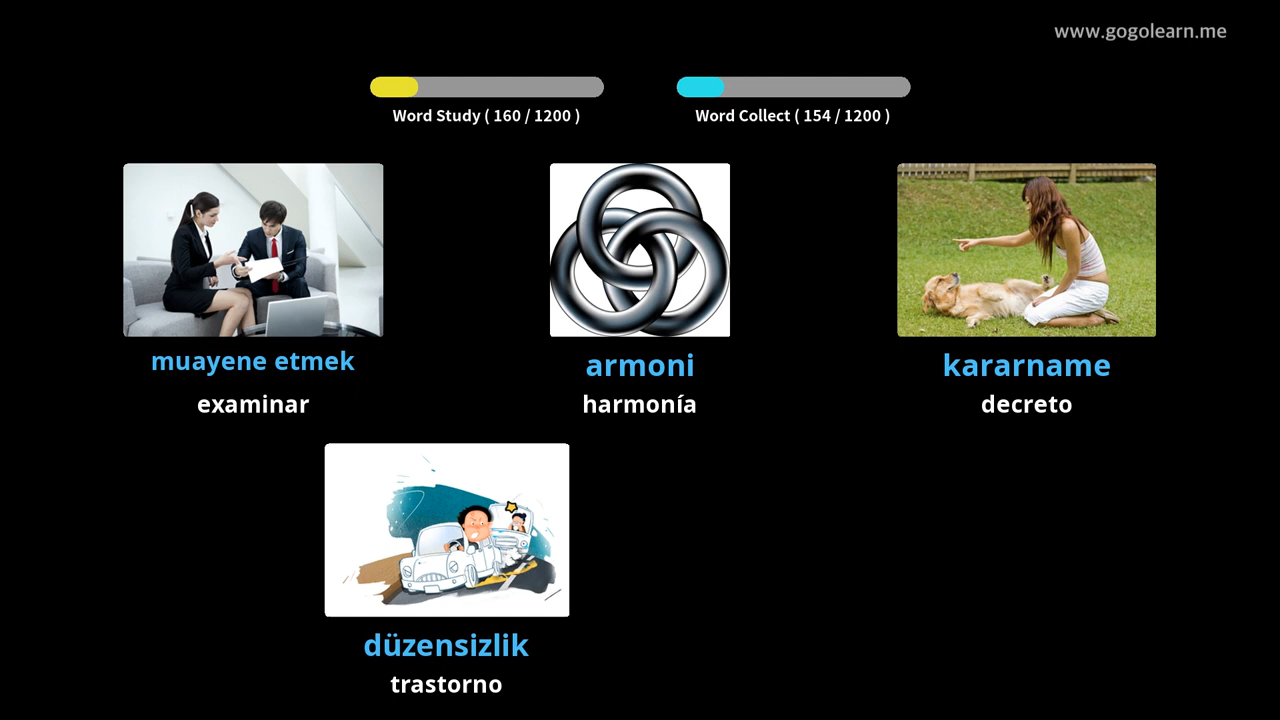 www.gogolearn.me
Word Study ( 160 / 1200 )
Word Collect ( 154 / 1200 )
muayene etmek
examinar
armoni
harmonía
kararname
decreto
düzensizlik
trastorno